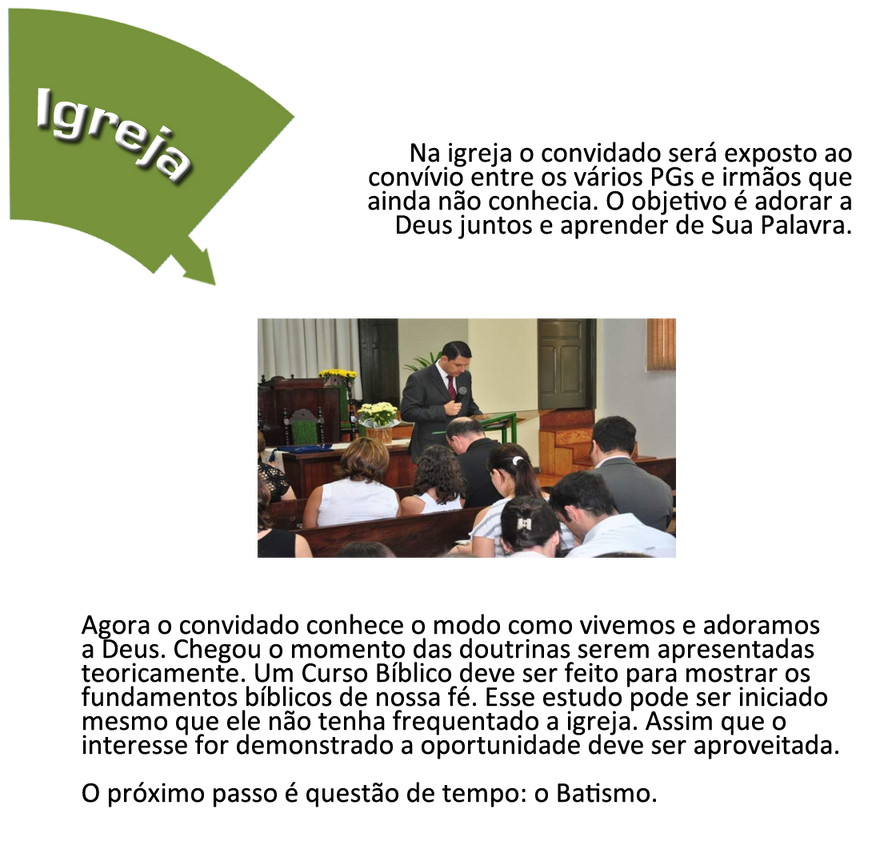 Igreja
Na igreja o convidado será exposto ao
convívio entre os vários PGs e irmãos que
ainda não conhecia. O objetivo é adorar a
Deus juntos e aprender de Sua Palavra.
Agora o convidado conhece o modo como vivemos e adoramos
a Deus. Chegou o momento das doutrinas serem apresentadas
teoricamente. Um Curso Bíblico deve ser feito para mostrar os
fundamentos bíblicos de nossa fé. Esse estudo pode ser iniciado
mesmo que ele não tenha frequentado a igreja. Assim que o
interesse for demonstrado a oportunidade deve ser aproveitada.
O próximo passo é questão de tempo: o Batismo.